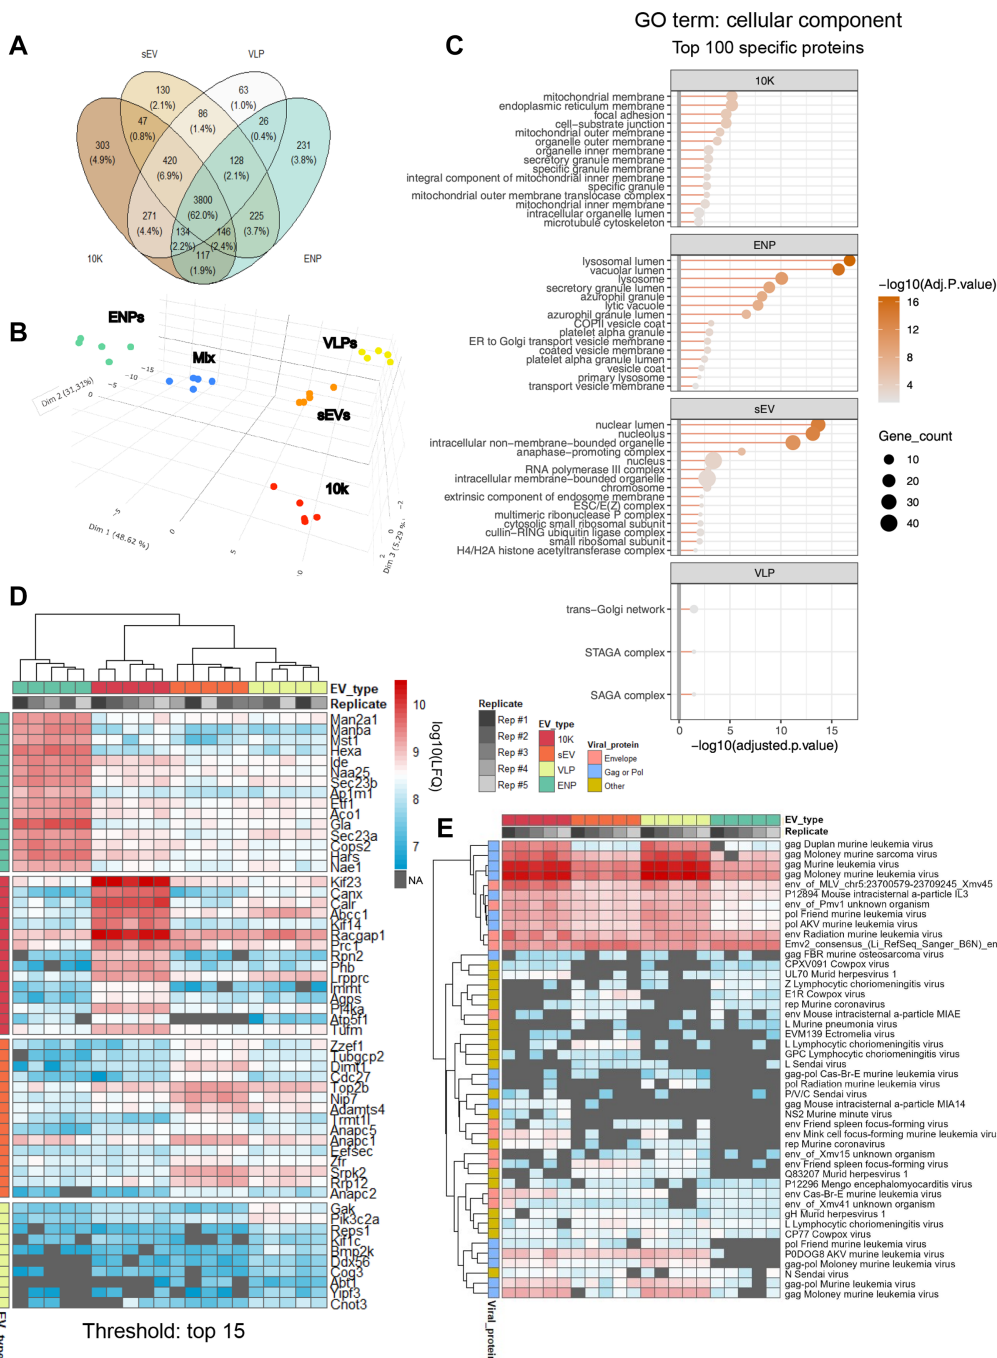 GO term: cellular component
Top 100 specific proteins
A
sEV
VLP
130
(2.1%)
63
(1.0%)
47
(0.8%)
86
(1.4%)
26
(0.4%)
303
(4.9%)
231
(3.8%)
420
(6.9%)
128
(2.1%)
3800
(62.0%)
271
(4.4%)
134
(2.2%)
146
(2.4%)
225
(3.7%)
117
(1.9%)
10K
ENP
B
ENPs
Mix
VLPs
sEVs
10k
Dim 2 (31,31%)
-15
-10
-5
0
Dim 1 (48.62 %)
-5
0
5
10
Dim 3 (5.29 %)
-2
0
2
C
10K
mitochondrial membrane
endoplasmic reticulum membrane
focal adhesion
cell-substrate junction
mitochondrial outer membrane
organelle outer membrane
organelle inner membrane
secretory granule membrane
specific granule membrane
integral component of mitochondrial inner membrane
specific granule
mitochondrial outer membrane translocase complex
mitochondrial inner membrane
intracellular organelle lumen
microtubule cytoskeleton
ENP
lysosomal lumen
vacuolar lumen
lysosome
secretory granule lumen
azurophil granule
lytic vacuole
azurophil granule lumen
COPII vesicle coat
platelet alpha granule
ER to Golgi transport vesicle membrane
coated vesicle membrane
platelet alpha granule lumen
vesicle coat
primary lysosome
transport vesicle membrane
sEV
nuclear lumen
nucleolus
intracellular non-membrane-bounded organelle
anaphase-promoting complex
nucleus
RNA polymerase III complex
intracellular membrane-bounded organelle
chromosome
extrinsic component of endosome membrane
ESC/E(Z) complex
multimeric ribonuclease P complex
cytosolic small ribosomal subunit
cullin-RING ubiquitin ligase complex
small ribosomal subunit
H4/H2A histone acetyltransferase complex
VLP
trans-Golgi network
STAGA complex
SAGA complex
0
5
10
15
-log10(adjusted.p.value)
-log10(Adj.P.value)
16
12
8
4
Gene_count
10
20
30
40
D
EV_type
Replicate
Man2a1
Manba
Mst1
Hexa
Ide
Naa25
Sec23b
Ap1m1
Etf1
Aco1
Gla
Sec23a
Cops2
Hars
Nae1
Kif23
Canx
Calr
Abcc1
Kif14
Racgap1
Prc1
Rpn2
Phb
Lrpprc
Immt
Agps
Pi4ka
Atp5f1
Tufm
Zzef1
Tubgcp2
Dimt1
Cdc27
Top2b
Nip7
Adamts4
Trmt1l
Anapc5
Anapc1
Eefsec
Zfr
Srpk2
Rrp12
Anapc2
Gak
Pik3c2a
Reps1
Kif1c
Bmp2k
Ddx56
Cog3
Abt1
Yipf3
Cnot3
EV_type
Threshold: top 15
10
9
8
7
NA
log10(LFQ)
Replicate
Rep #1
Rep #2
Rep #3
Rep #4
Rep #5
EV_type
10K
sEV
VLP
ENP
Viral_protein
Envelope
Gag or Pol
Other
E
EV_type
Replicate
gag Duplan murine leukemia virus
gag Moloney murine sarcoma virus
gag Murine leukemia virus
gag Moloney murine leukemia virus
env_of_MLV_chr5:23700579-23709245_Xmv45
P12894 Mouse intracisternal a-particle IL3
env_of_Pmv1 unknown organism
pol Friend murine leukemia virus
pol AKV murine leukemia virus
env Radiation murine leukemia virus
Emv2_consensus_(Li_RefSeq_Sanger_B6N)_en
gag FBR murine osteosarcoma virus
CPXV091 Cowpox virus
UL70 Murid herpesvirus 1
Z Lymphocytic choriomeningitis virus
E1R Cowpox virus
rep Murine coronavirus
env Mouse intracisternal a-particle MIAE
L Murine pneumonia virus
EVM139 Ectromelia virus
L Lymphocytic choriomeningitis virus
GPC Lymphocytic choriomeningitis virus
L Sendai virus
gag-pol Cas-Br-E murine leukemia virus
pol Radiation murine leukemia virus
P/V/C Sendai virus
gag Mouse intracisternal a-particle MIA14
NS2 Murine minute virus
env Friend spleen focus-forming virus
env Mink cell focus-forming murine leukemia viru
rep Murine coronavirus
env_of_Xmv15 unknown organism
env Friend spleen focus-forming virus
Q83207 Murid herpesvirus 1
P12296 Mengo encephalomyocarditis virus
env Cas-Br-E murine leukemia virus
env_of_Xmv41 unknown organism
gH Murid herpesvirus 1
L Lymphocytic choriomeningitis virus
CP77 Cowpox virus
pol Friend murine leukemia virus
P0DOG8 AKV murine leukemia virus
gag-pol Moloney murine leukemia virus
N Sendai virus
gag-pol Murine leukemia virus
gag Moloney murine leukemia virus
Viral_protein